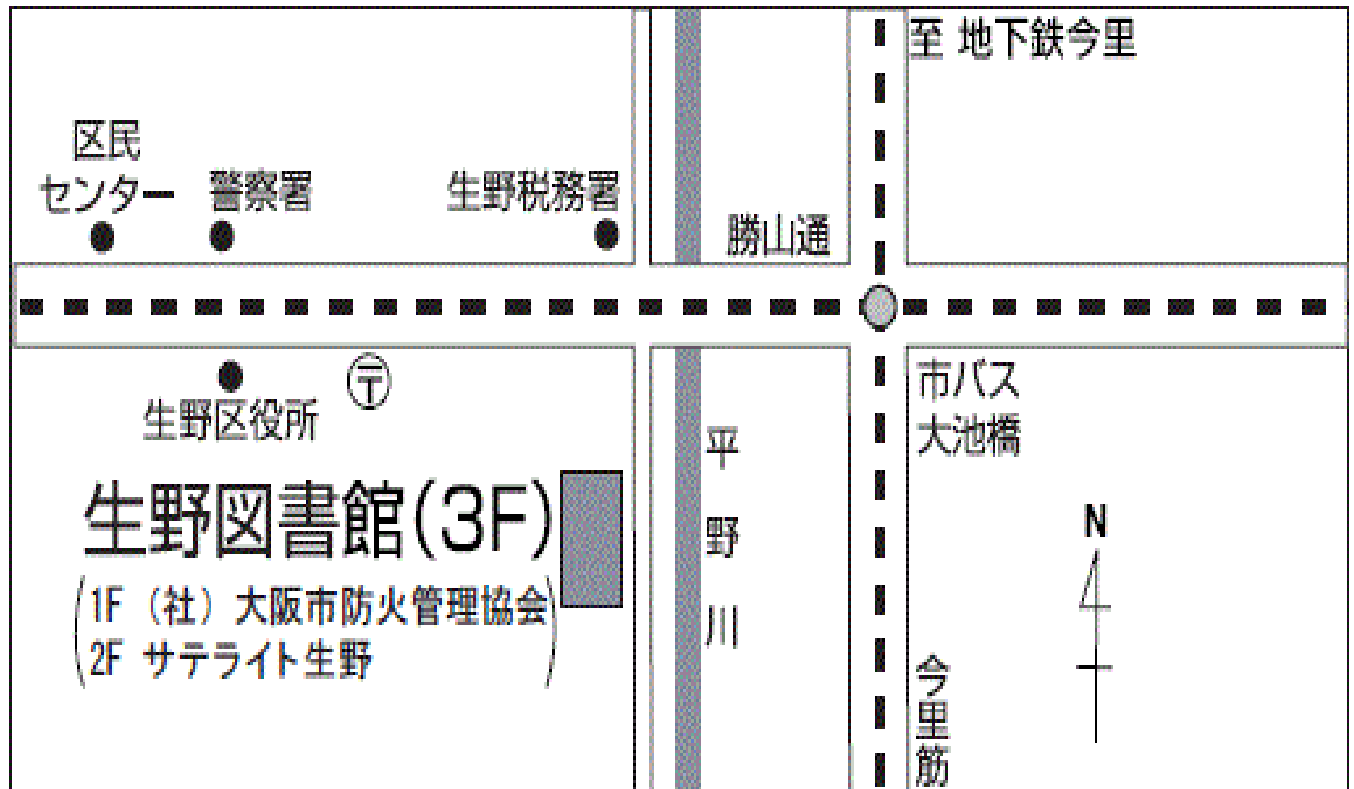 至 地下鉄今里
区民
センター
警察署
生野税務署
勝山通
生野区役所
〒
市バス
大池橋
平野川
生野図書館(3F)
1F (社) 大阪市防火管理協会
2F サテライト生野
N
今里筋